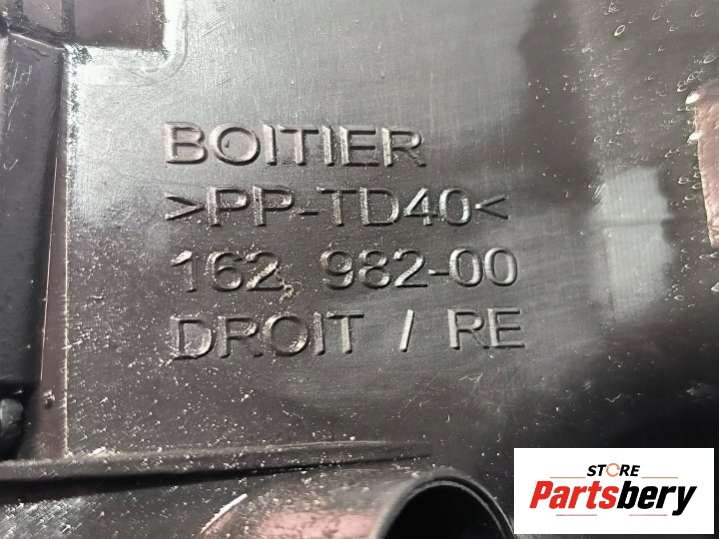 BOITIER
>PP-TD40<
162 982-00
DROIT / RE
STORE
Partsbery